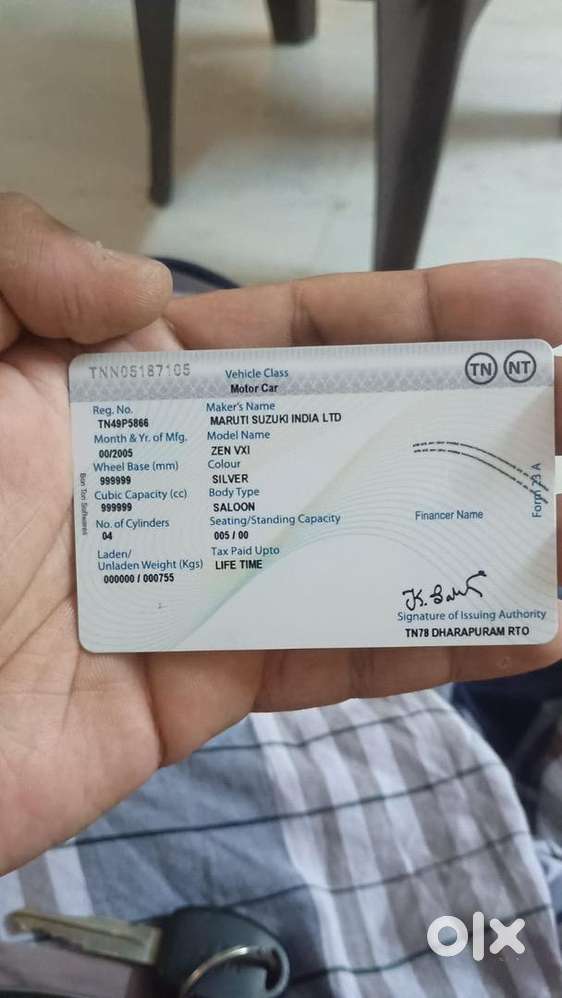 TNN05187105
Vehicle Class
Motor Car
TN NT
Reg. No.
TN49P5866
Maker's Name
MARUTI SUZUKI INDIA LTD
Month & Yr. of Mfg.
00/2005
Model Name
ZEN VXI
Wheel Base (mm)
999999
Colour
SILVER
Cubic Capacity (cc)
999999
Body Type
SALOON
No. of Cylinders
04
Seating/Standing Capacity
005 / 00
Laden/
Unladen Weight (Kgs)
000000 / 000755
Tax Paid Upto
LIFE TIME
Financer Name
Form 23 A
Signature of Issuing Authority
TN78 DHARAPURAM RTO
olx